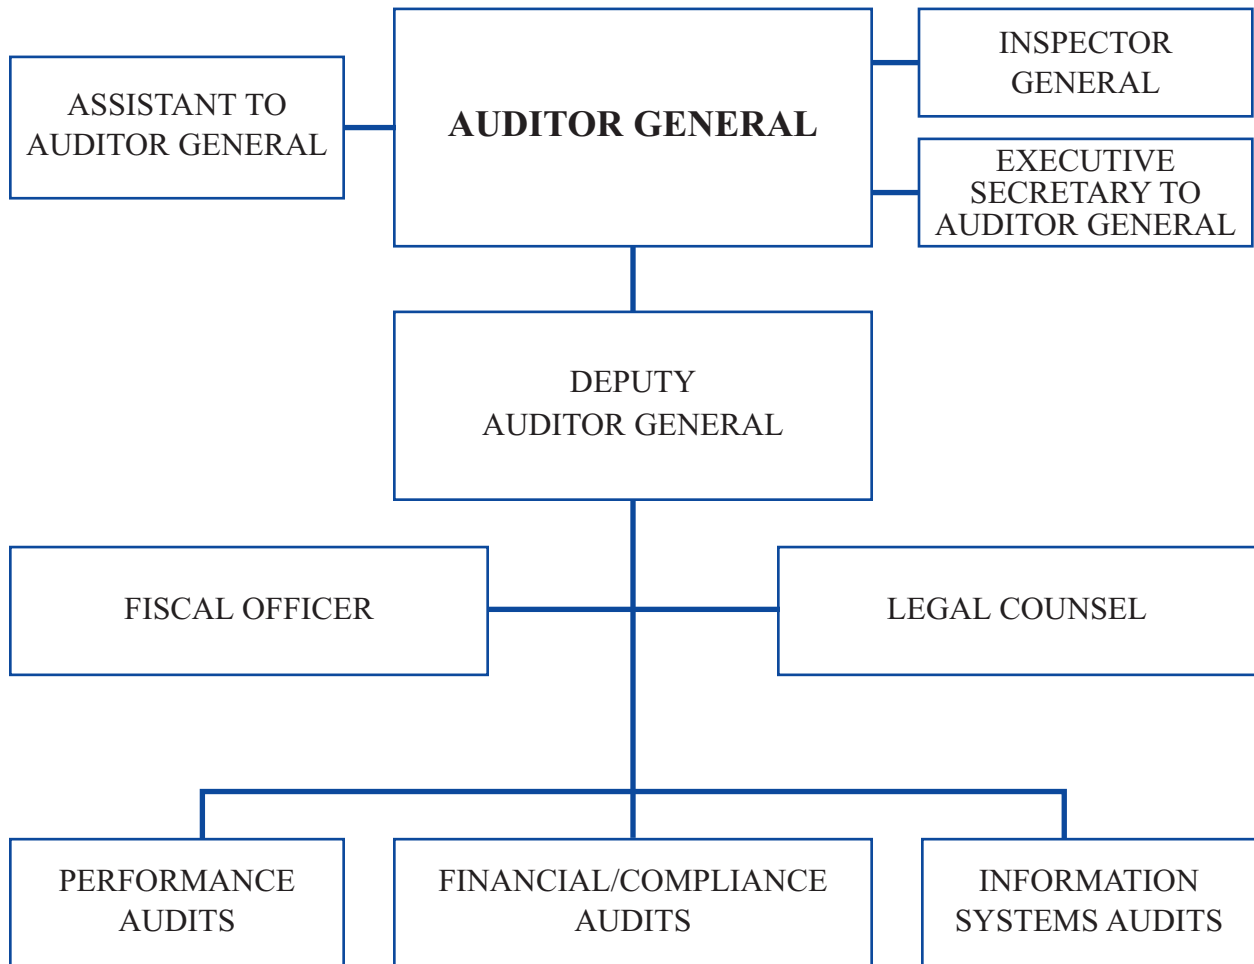 ASSISTANT TO
AUDITOR GENERAL
AUDITOR GENERAL
INSPECTOR
GENERAL
EXECUTIVE
SECRETARY TO
AUDITOR GENERAL
DEPUTY
AUDITOR GENERAL
FISCAL OFFICER
LEGAL COUNSEL
PERFORMANCE
AUDITS
FINANCIAL/COMPLIANCE
AUDITS
INFORMATION
SYSTEMS AUDITS